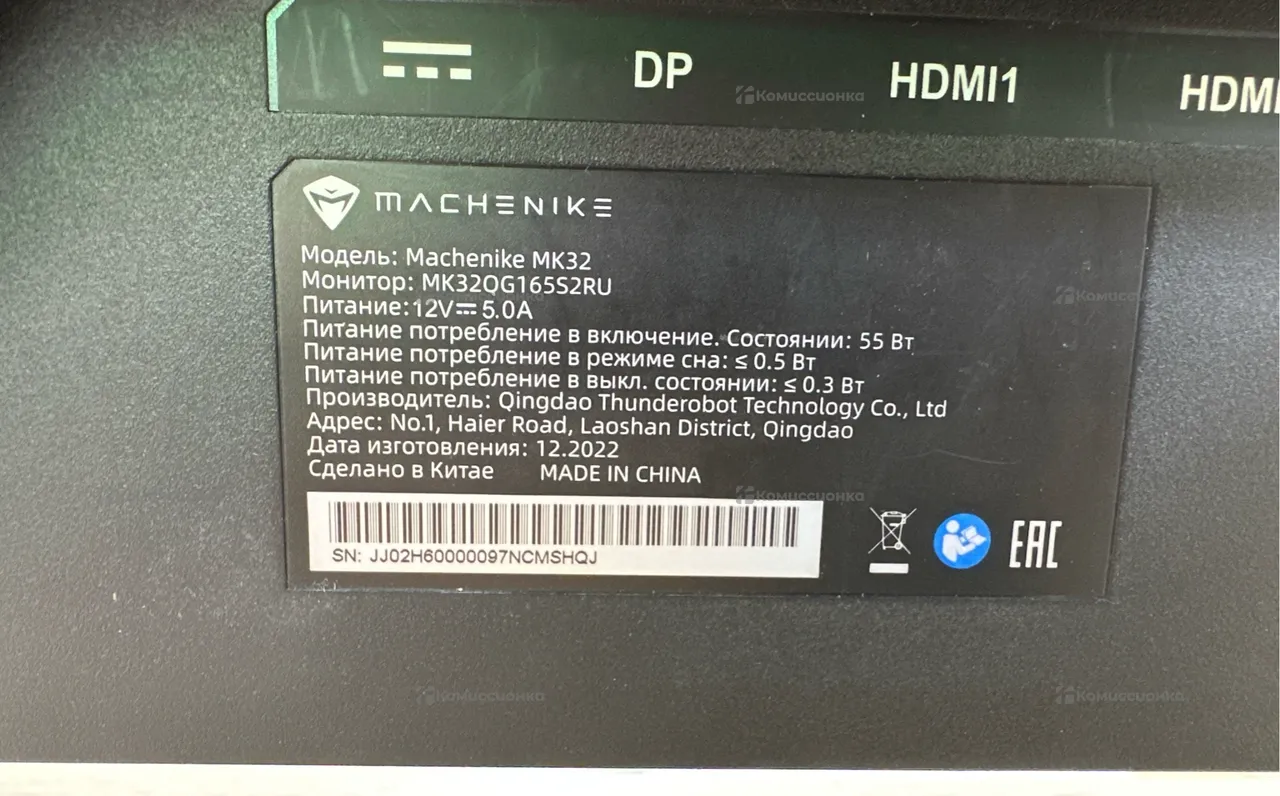 DP
HDMI1
HDMI
MACHENIKE
Модель: Machenike MK32
Монитор: MK32QG165S2RU
Питание:12V 5.0A
Питание потребление в включение. Состоянии: 55 Вт
Питание потребление в режиме сна: ≤ 0.5 Вт
Питание потребление в выкл. состоянии: ≤ 0.3 Вт
Производитель: Qingdao Thunderobot Technology Co., Ltd
Адрес: No.1, Haier Road, Laoshan District, Qingdao
Дата изготовления: 12.2022
Сделано в Китае MADE IN CHINA
SN: JJ02H60000097NCMSHQJ
EAC
Комиссионка
Комиссионка
Комиссионка
Комиссионка